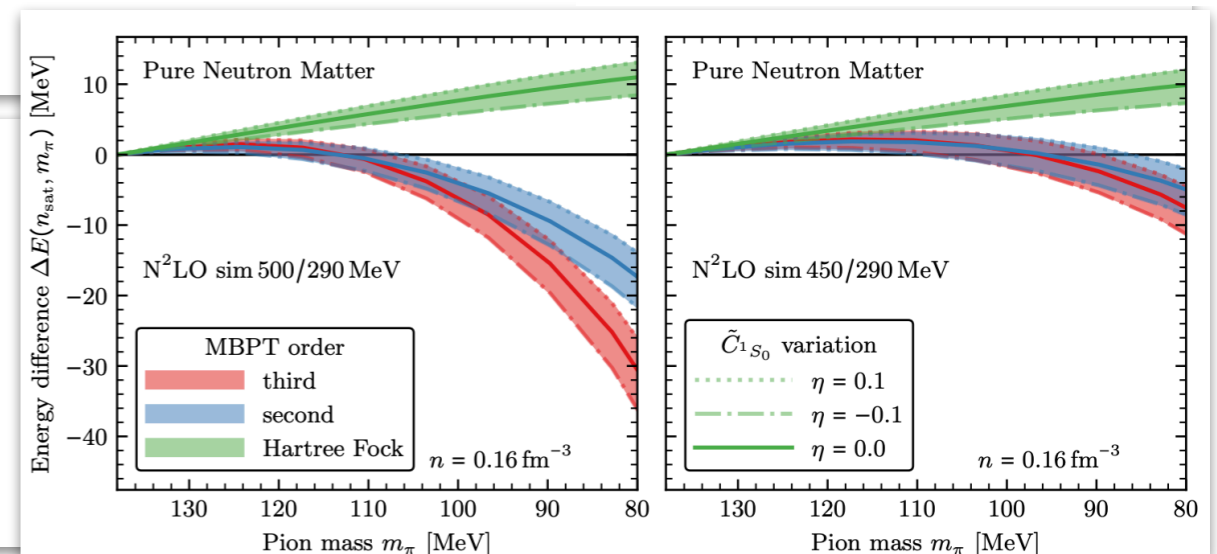 Energy difference ΔE(n_sat, m_π) [MeV]
10
0
−10
−20
−30
−40
Pure Neutron Matter
N²LO sim 500/290 MeV
MBPT order
third
second
Hartree Fock
n = 0.16 fm⁻³
130 120 110 100 90 80
Pion mass m_π [MeV]
Pure Neutron Matter
N²LO sim 450/290 MeV
C̃_¹S₀ variation
η = 0.1
η = −0.1
η = 0.0
n = 0.16 fm⁻³
130 120 110 100 90 80
Pion mass m_π [MeV]